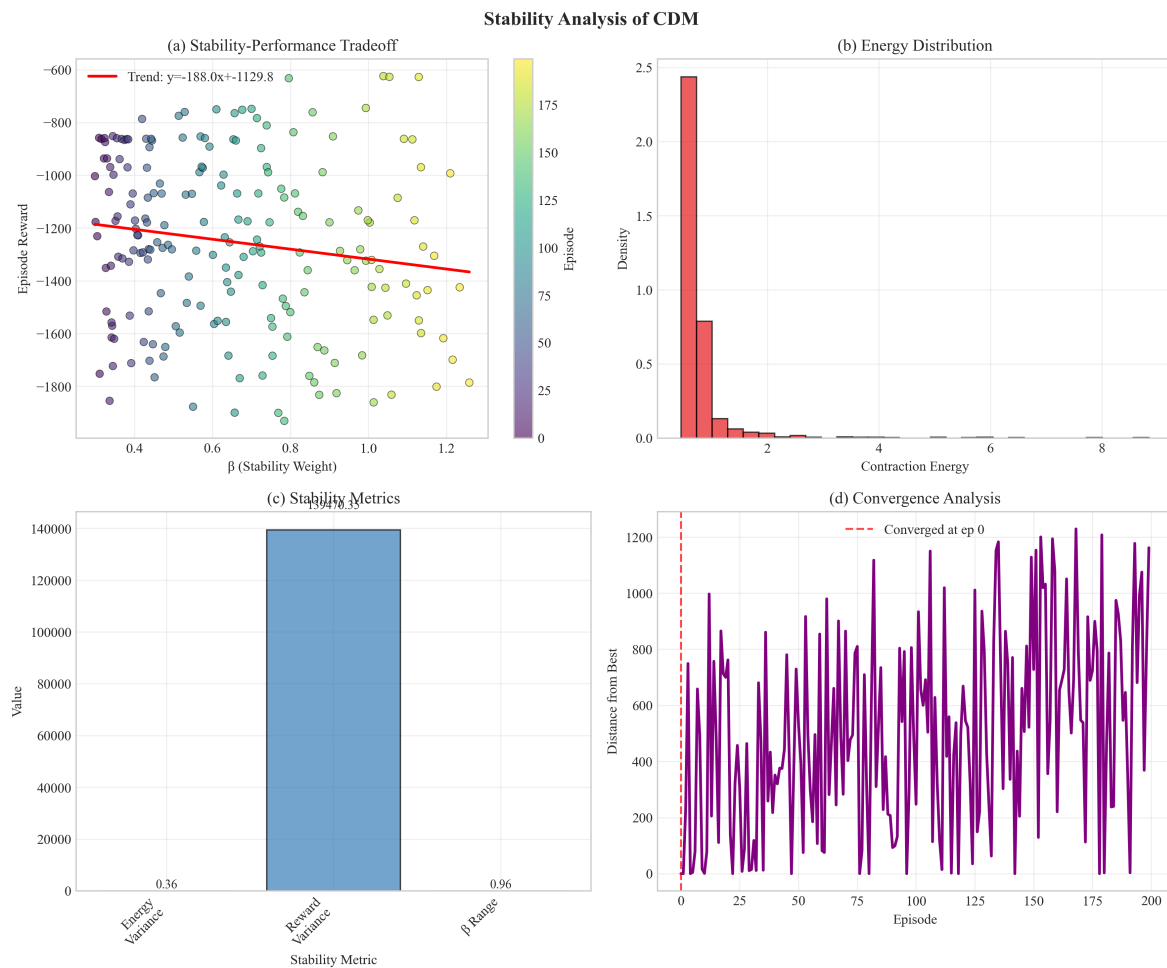 Stability Analysis of CDM
(a) Stability-Performance Tradeoff
Trend: y=-188.0x+-1129.8
−600
−800
−1000
−1200
−1400
−1600
−1800
Episode Reward
0.4 0.6 0.8 1.0 1.2
β (Stability Weight)
175
150
125
100
75
50
25
0
Episode
(b) Energy Distribution
2.5
2.0
1.5
1.0
0.5
0.0
Density
2 4 6 8
Contraction Energy
(c) Stability Metrics
139470.35
140000
120000
100000
80000
60000
40000
20000
0
Value
0.36
0.96
Energy
Variance
Reward
Variance
β Range
Stability Metric
(d) Convergence Analysis
Converged at ep 0
1200
1000
800
600
400
200
0
Distance from Best
0 25 50 75 100 125 150 175 200
Episode